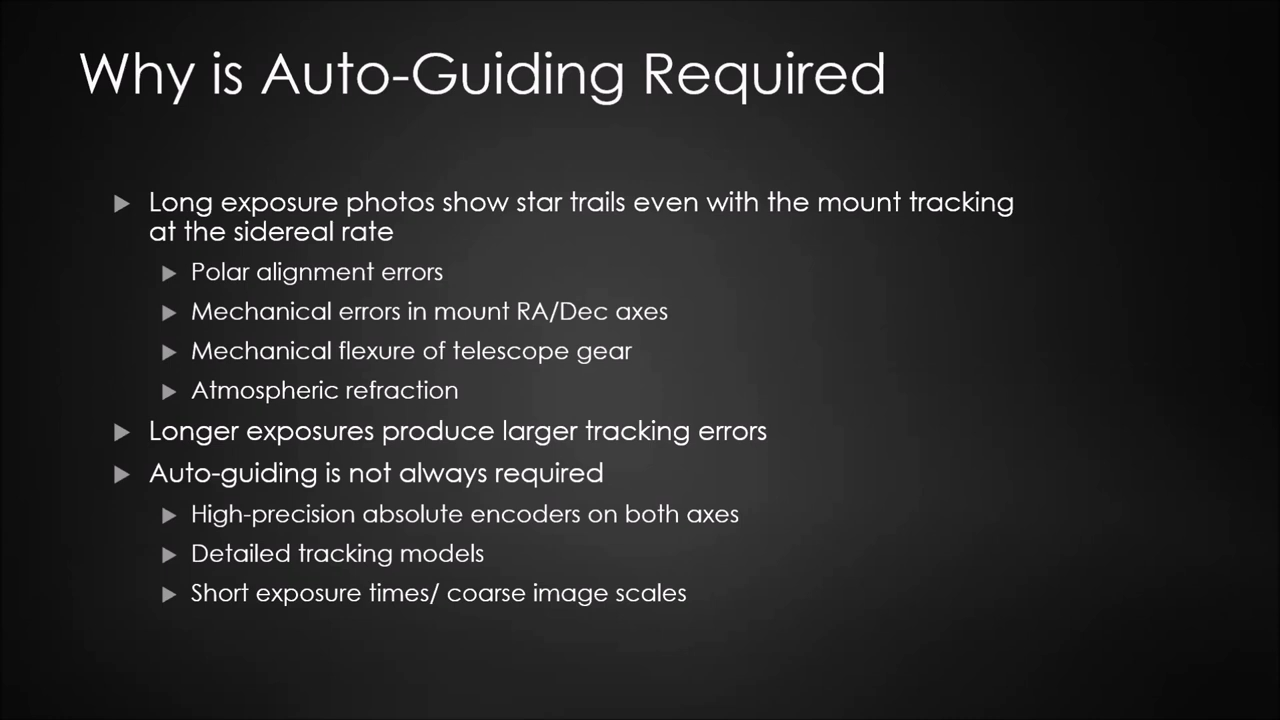 Why is Auto-Guiding Required
Long exposure photos show star trails even with the mount tracking
at the sidereal rate
Polar alignment errors
Mechanical errors in mount RA/Dec axes
Mechanical flexure of telescope gear
Atmospheric refraction
Longer exposures produce larger tracking errors
Auto-guiding is not always required
High-precision absolute encoders on both axes
Detailed tracking models
Short exposure times/ coarse image scales